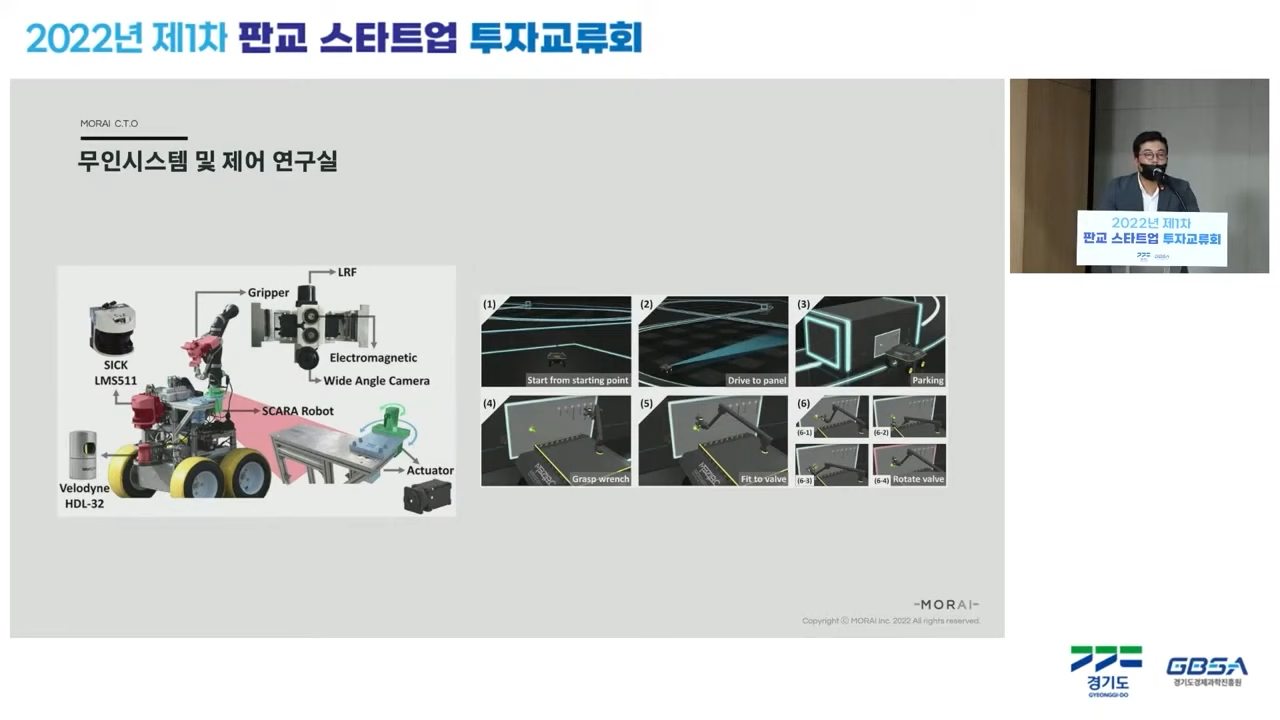 2022년 제1차 판교 스타트업 투자교류회
MORAI C.T.O
무인시스템 및 제어 연구실
LRF
Gripper
Electromagnetic
Wide Angle Camera
SICK
LMS511
SCARA Robot
Actuator
Velodyne
HDL-32
(1)
Start from starting point
(2)
Drive to panel
(3)
Parking
(4)
Grasp wrench
(5)
Fit to valve
(6)
(6-1)
(6-2)
(6-3)
(6-4)
Rotate valve
-MORAI-
Copyright ⓒ MORAI Inc. 2022 All rights reserved.
2022년 제1차
판교 스타트업 투자교류회
경기도
GBSA
경기도
GYEONGGI-DO
GBSA
경기도경제과학진흥원